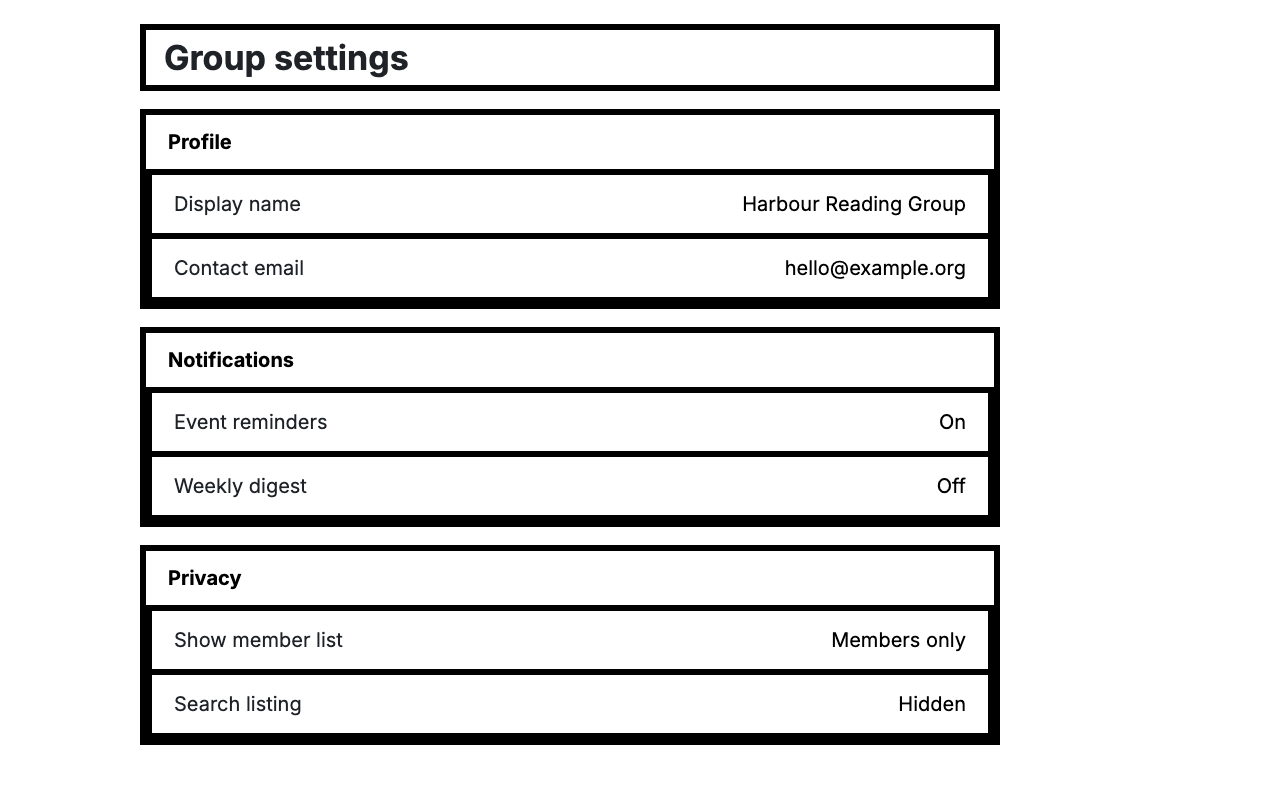 Group settings
Profile
Display name Harbour Reading Group
Contact email hello@example.org
Notifications
Event reminders On
Weekly digest Off
Privacy
Show member list Members only
Search listing Hidden